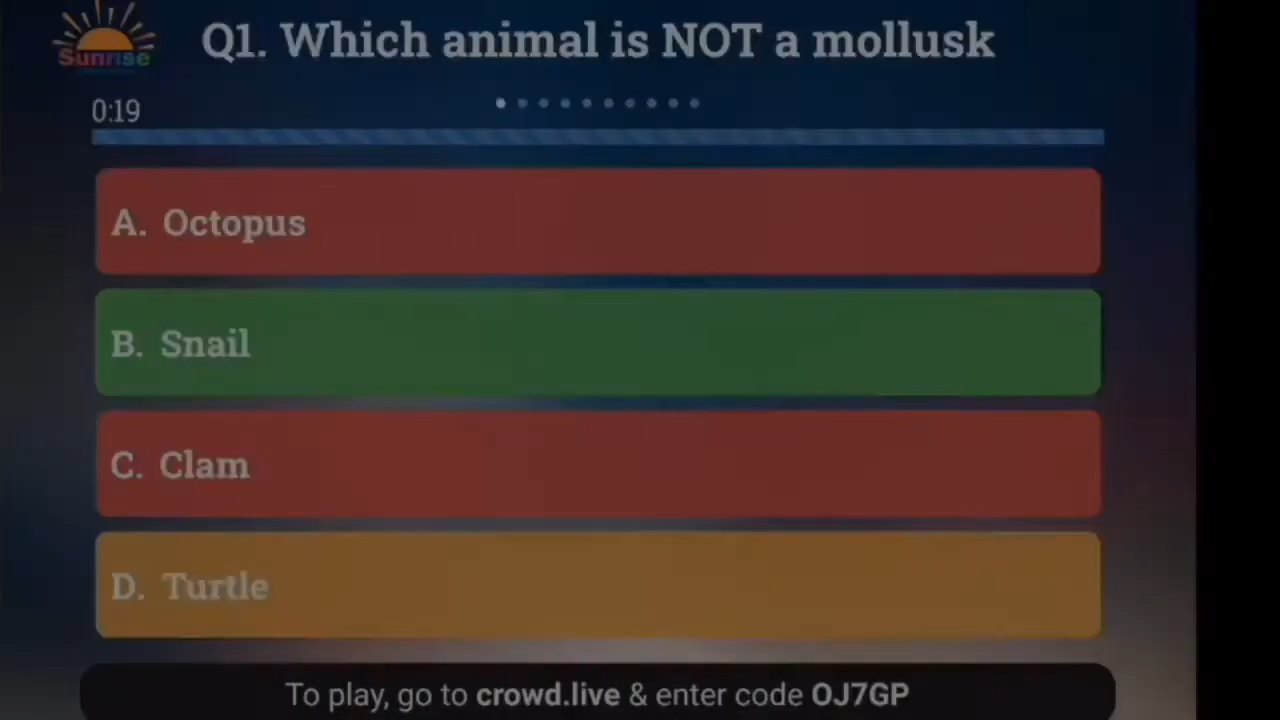 Sunrise
Q1. Which animal is NOT a mollusk
0:19
A. Octopus
B. Snail
C. Clam
D. Turtle
To play, go to crowd.live & enter code OJ7GP